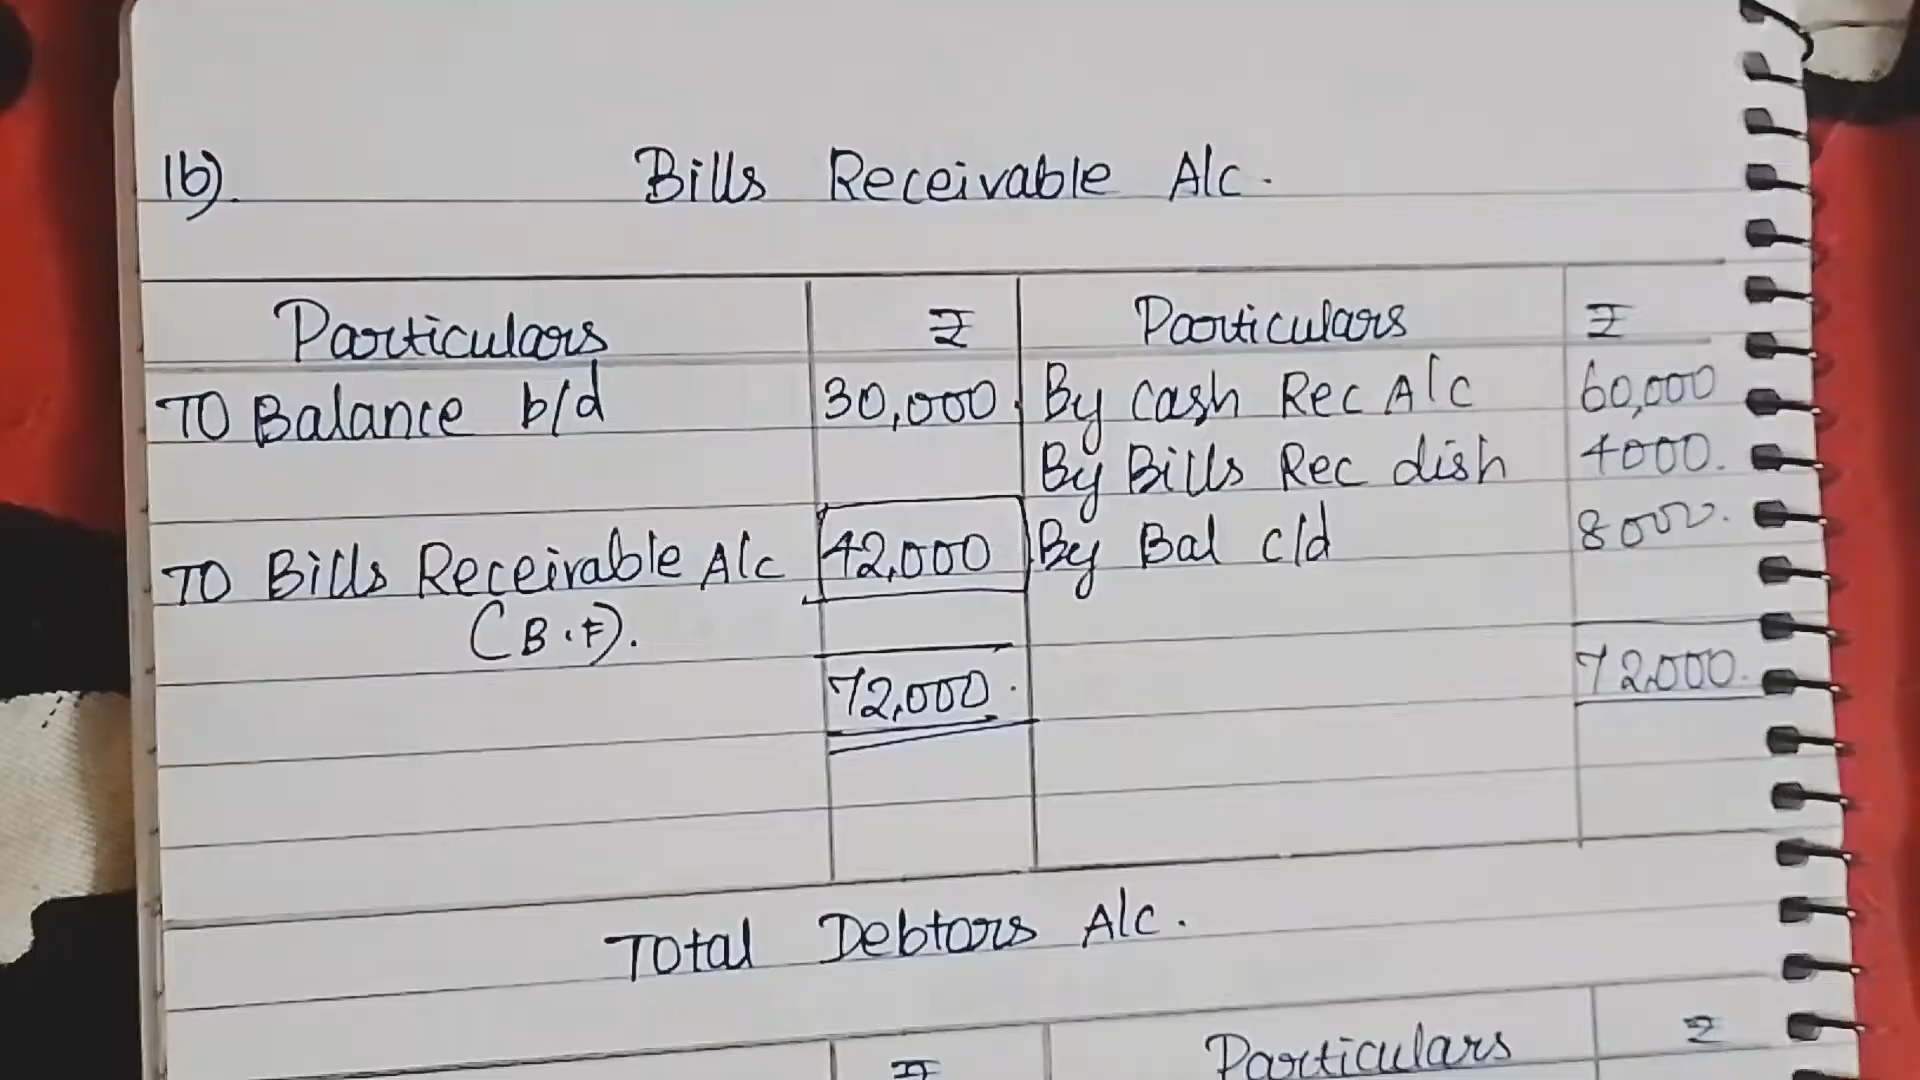 16). Bills Receivable A/c.
Particulars ₹ Particulars ₹
TO Balance b/d 30,000 By Cash Rec A/c 60,000
By Bills Rec dish 4000.
TO Bills Receivable A/c 42,000 By Bal c/d 8000.
(B.F).
72,000. 72,000.
Total Debtors A/c.
₹ Particulars ₹